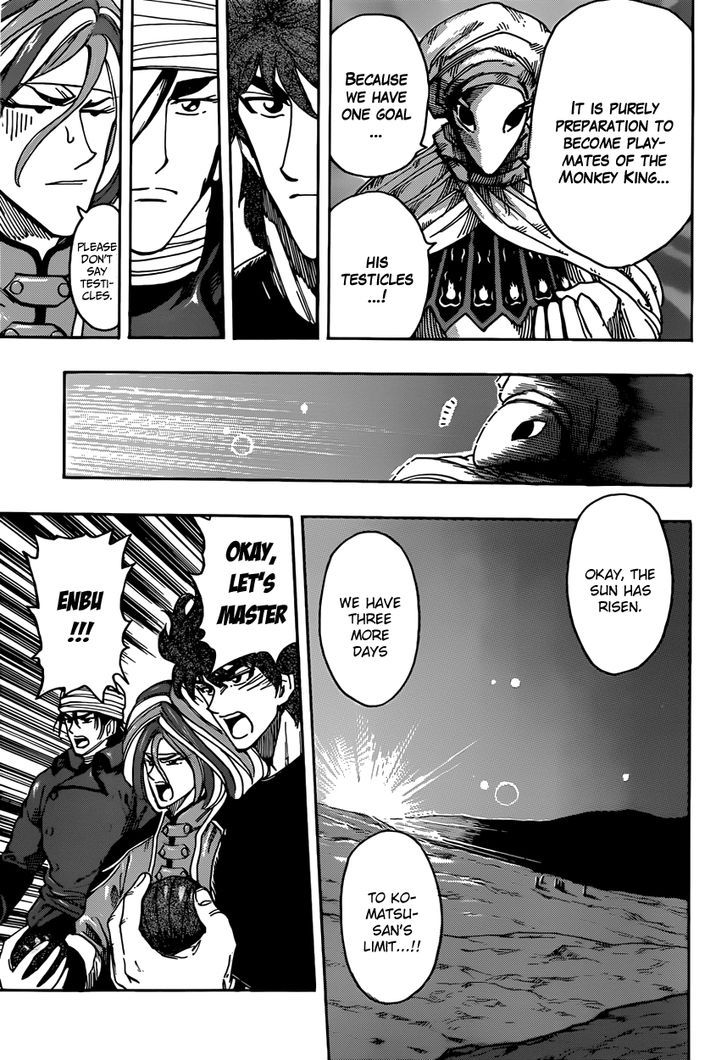 IT IS PURELY
PREPARATION TO
BECOME PLAY-
MATES OF THE
MONKEY KING...
BECAUSE
WE HAVE
ONE GOAL
...
HIS
TESTICLES
...!
PLEASE
DON'T
SAY
TESTI-
CLES.
OKAY, THE
SUN HAS
RISEN.
WE HAVE
THREE
MORE
DAYS
TO KO-
MATSU-
SAN'S
LIMIT...!!
OKAY,
LET'S
MASTER
ENBU
!!!